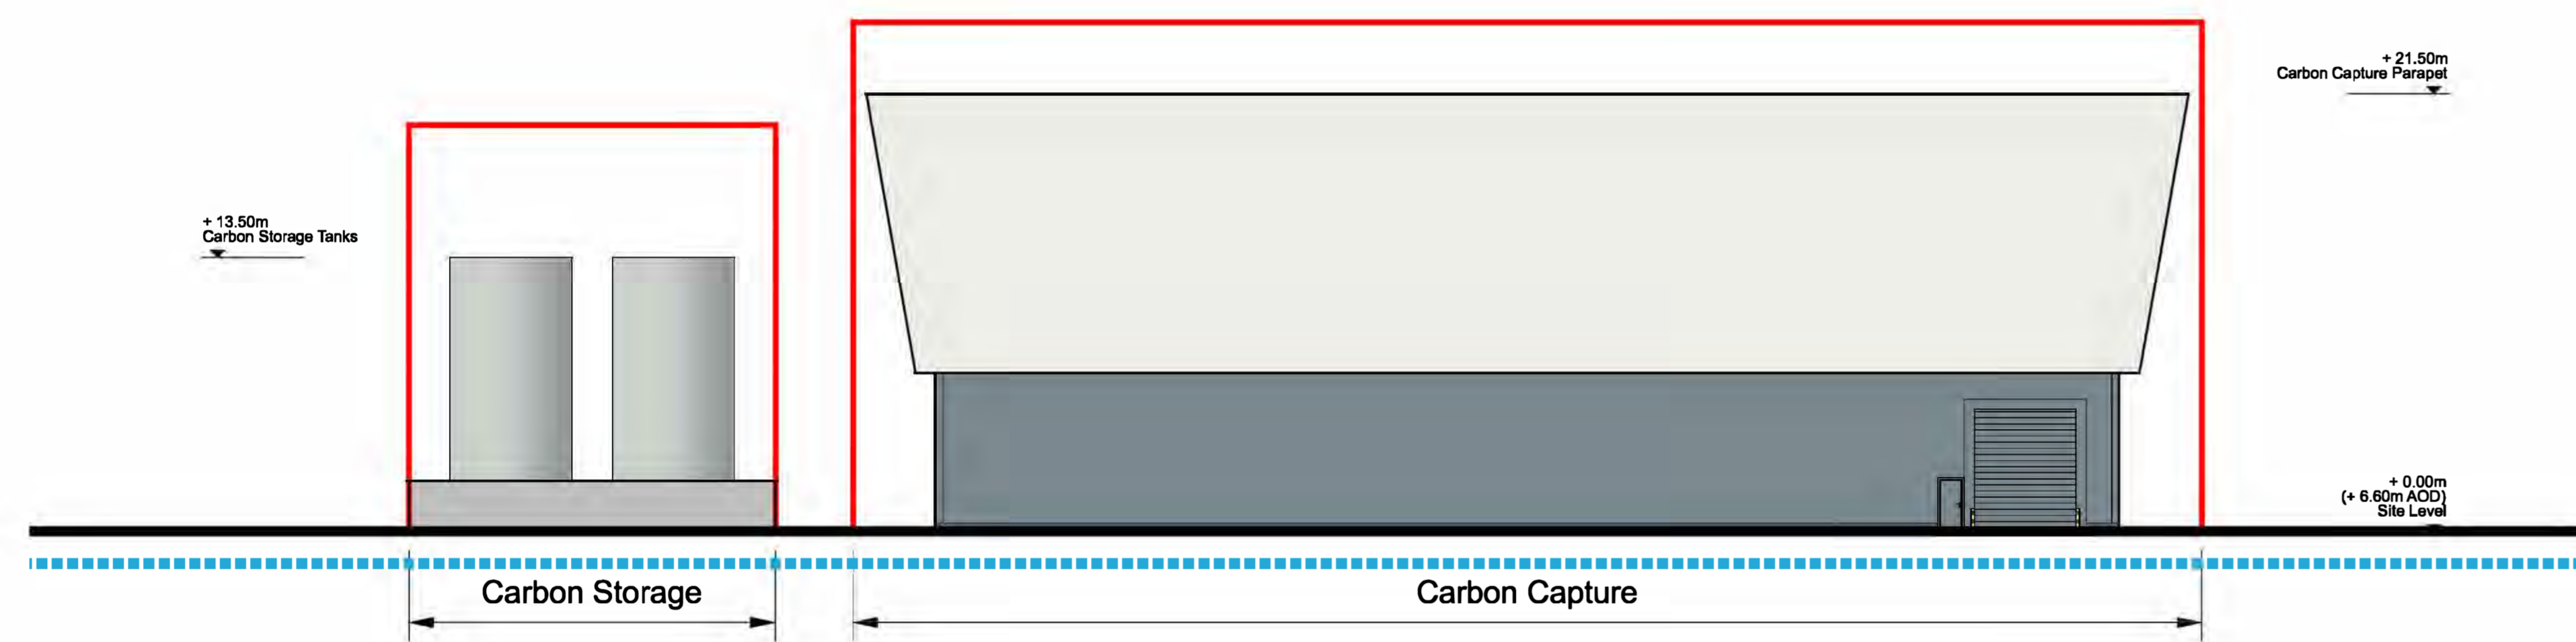 + 21.50m
Carbon Capture Parapet
+ 13.50m
Carbon Storage Tanks
+ 0.00m
(+ 6.60m AOD)
Site Level
Carbon Storage
Carbon Capture